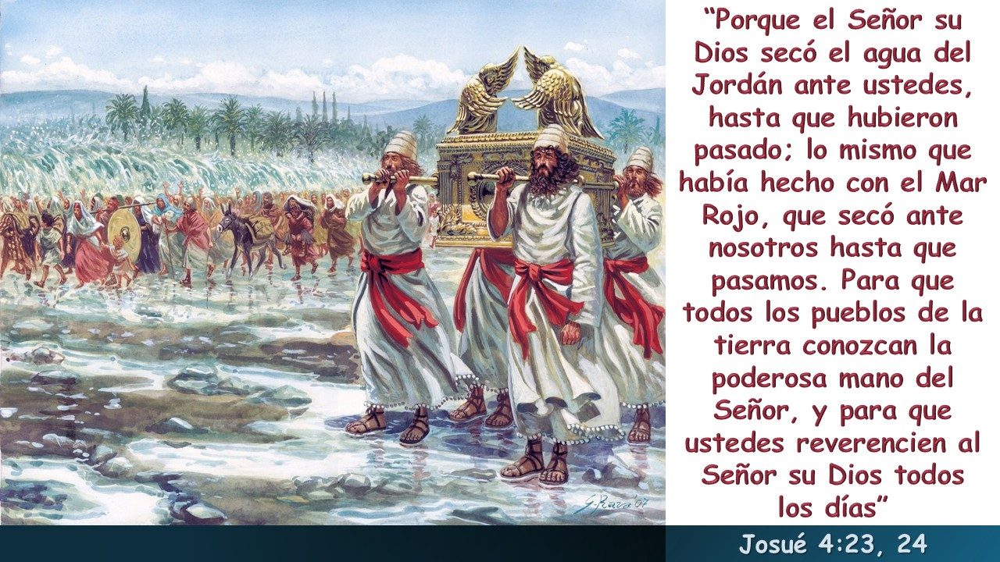 “Porque el Señor su
Dios secó el agua del
Jordán ante ustedes,
hasta que hubieron
pasado; lo mismo que
había hecho con el Mar
Rojo, que secó ante
nosotros hasta que
pasamos. Para que
todos los pueblos de la
tierra conozcan la
poderosa mano del
Señor, y para que
ustedes reverencien al
Señor su Dios todos
los días”
G. Rava '07
Josué 4:23, 24